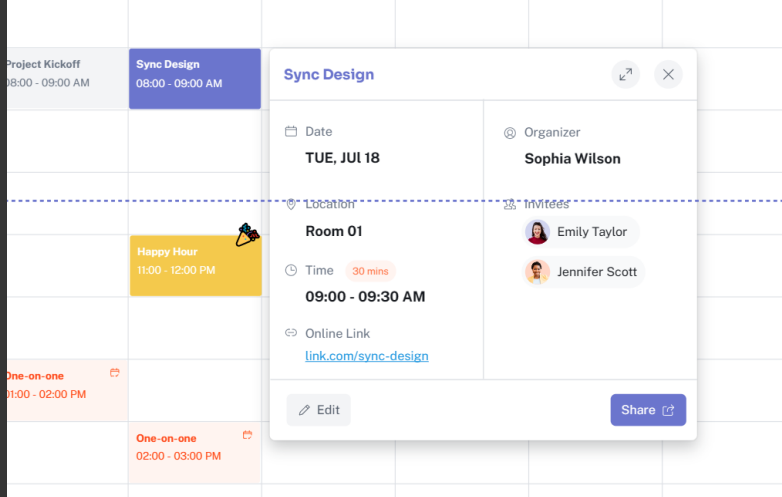 Project Kickoff
08:00 - 09:00 AM
Sync Design
08:00 - 09:00 AM
Happy Hour
11:00 - 12:00 PM
One-on-one
01:00 - 02:00 PM
One-on-one
02:00 - 03:00 PM
Sync Design
Date
TUE, JUl 18
Location
Room 01
Time 30 mins
09:00 - 09:30 AM
Online Link
link.com/sync-design
Organizer
Sophia Wilson
Invitees
Emily Taylor
Jennifer Scott
Edit
Share